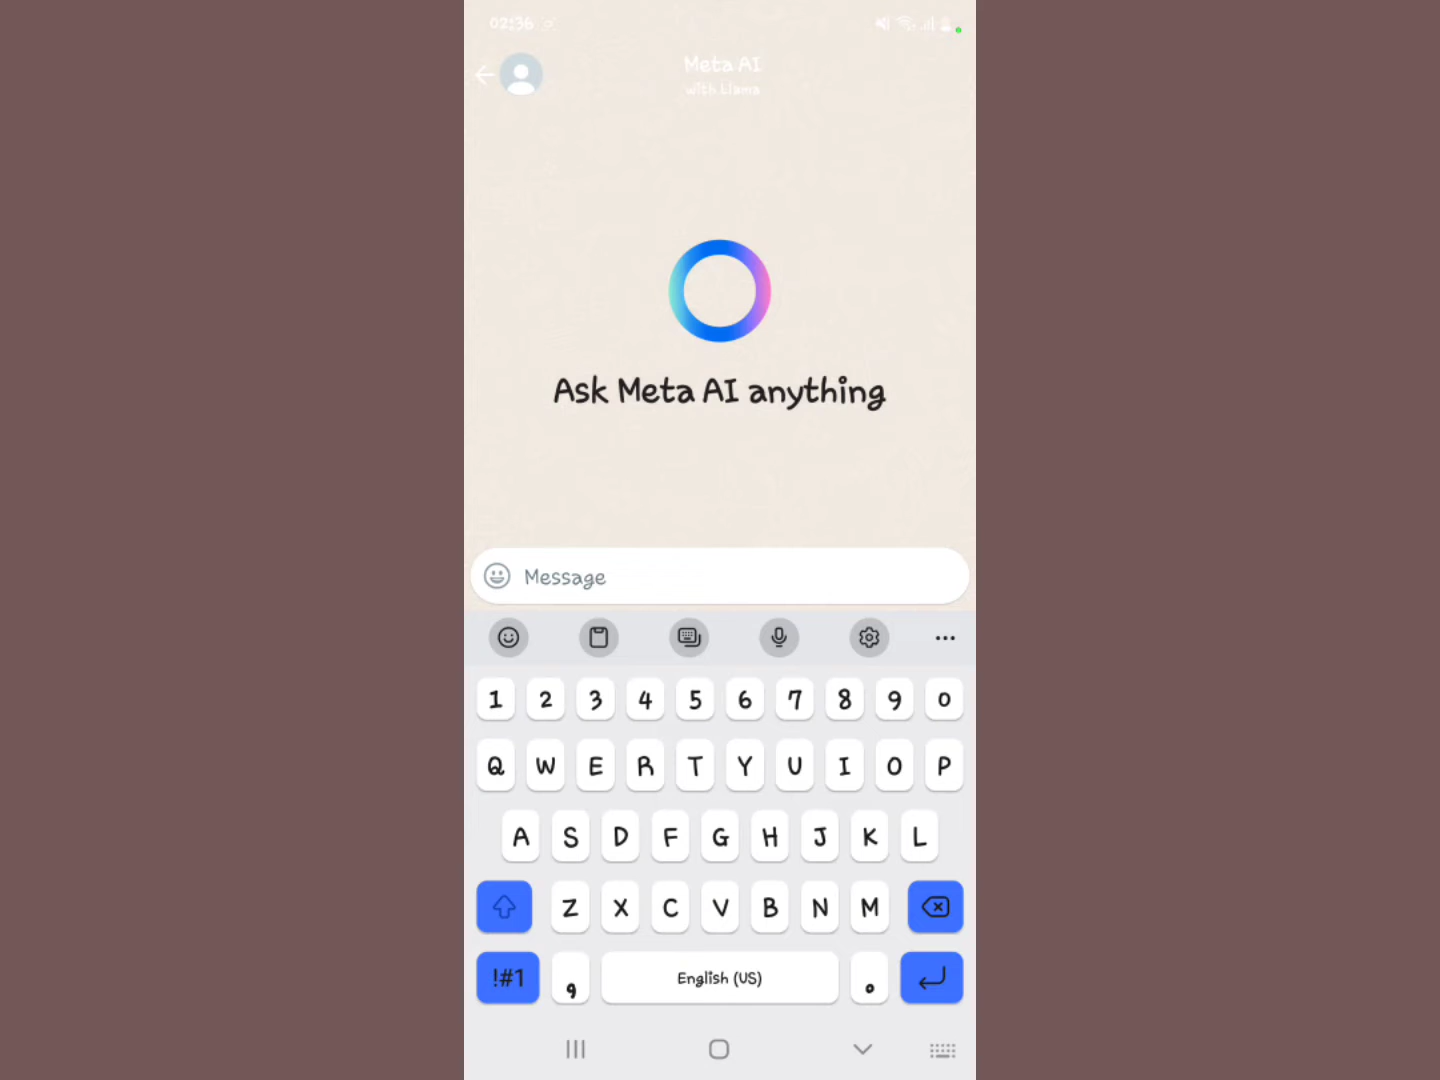 02:36
Meta AI
with Llama
Ask Meta AI anything
Message
1 2 3 4 5 6 7 8 9 0
Q W E R T Y U I O P
A S D F G H J K L
Z X C V B N M
!#1 , English (US) .